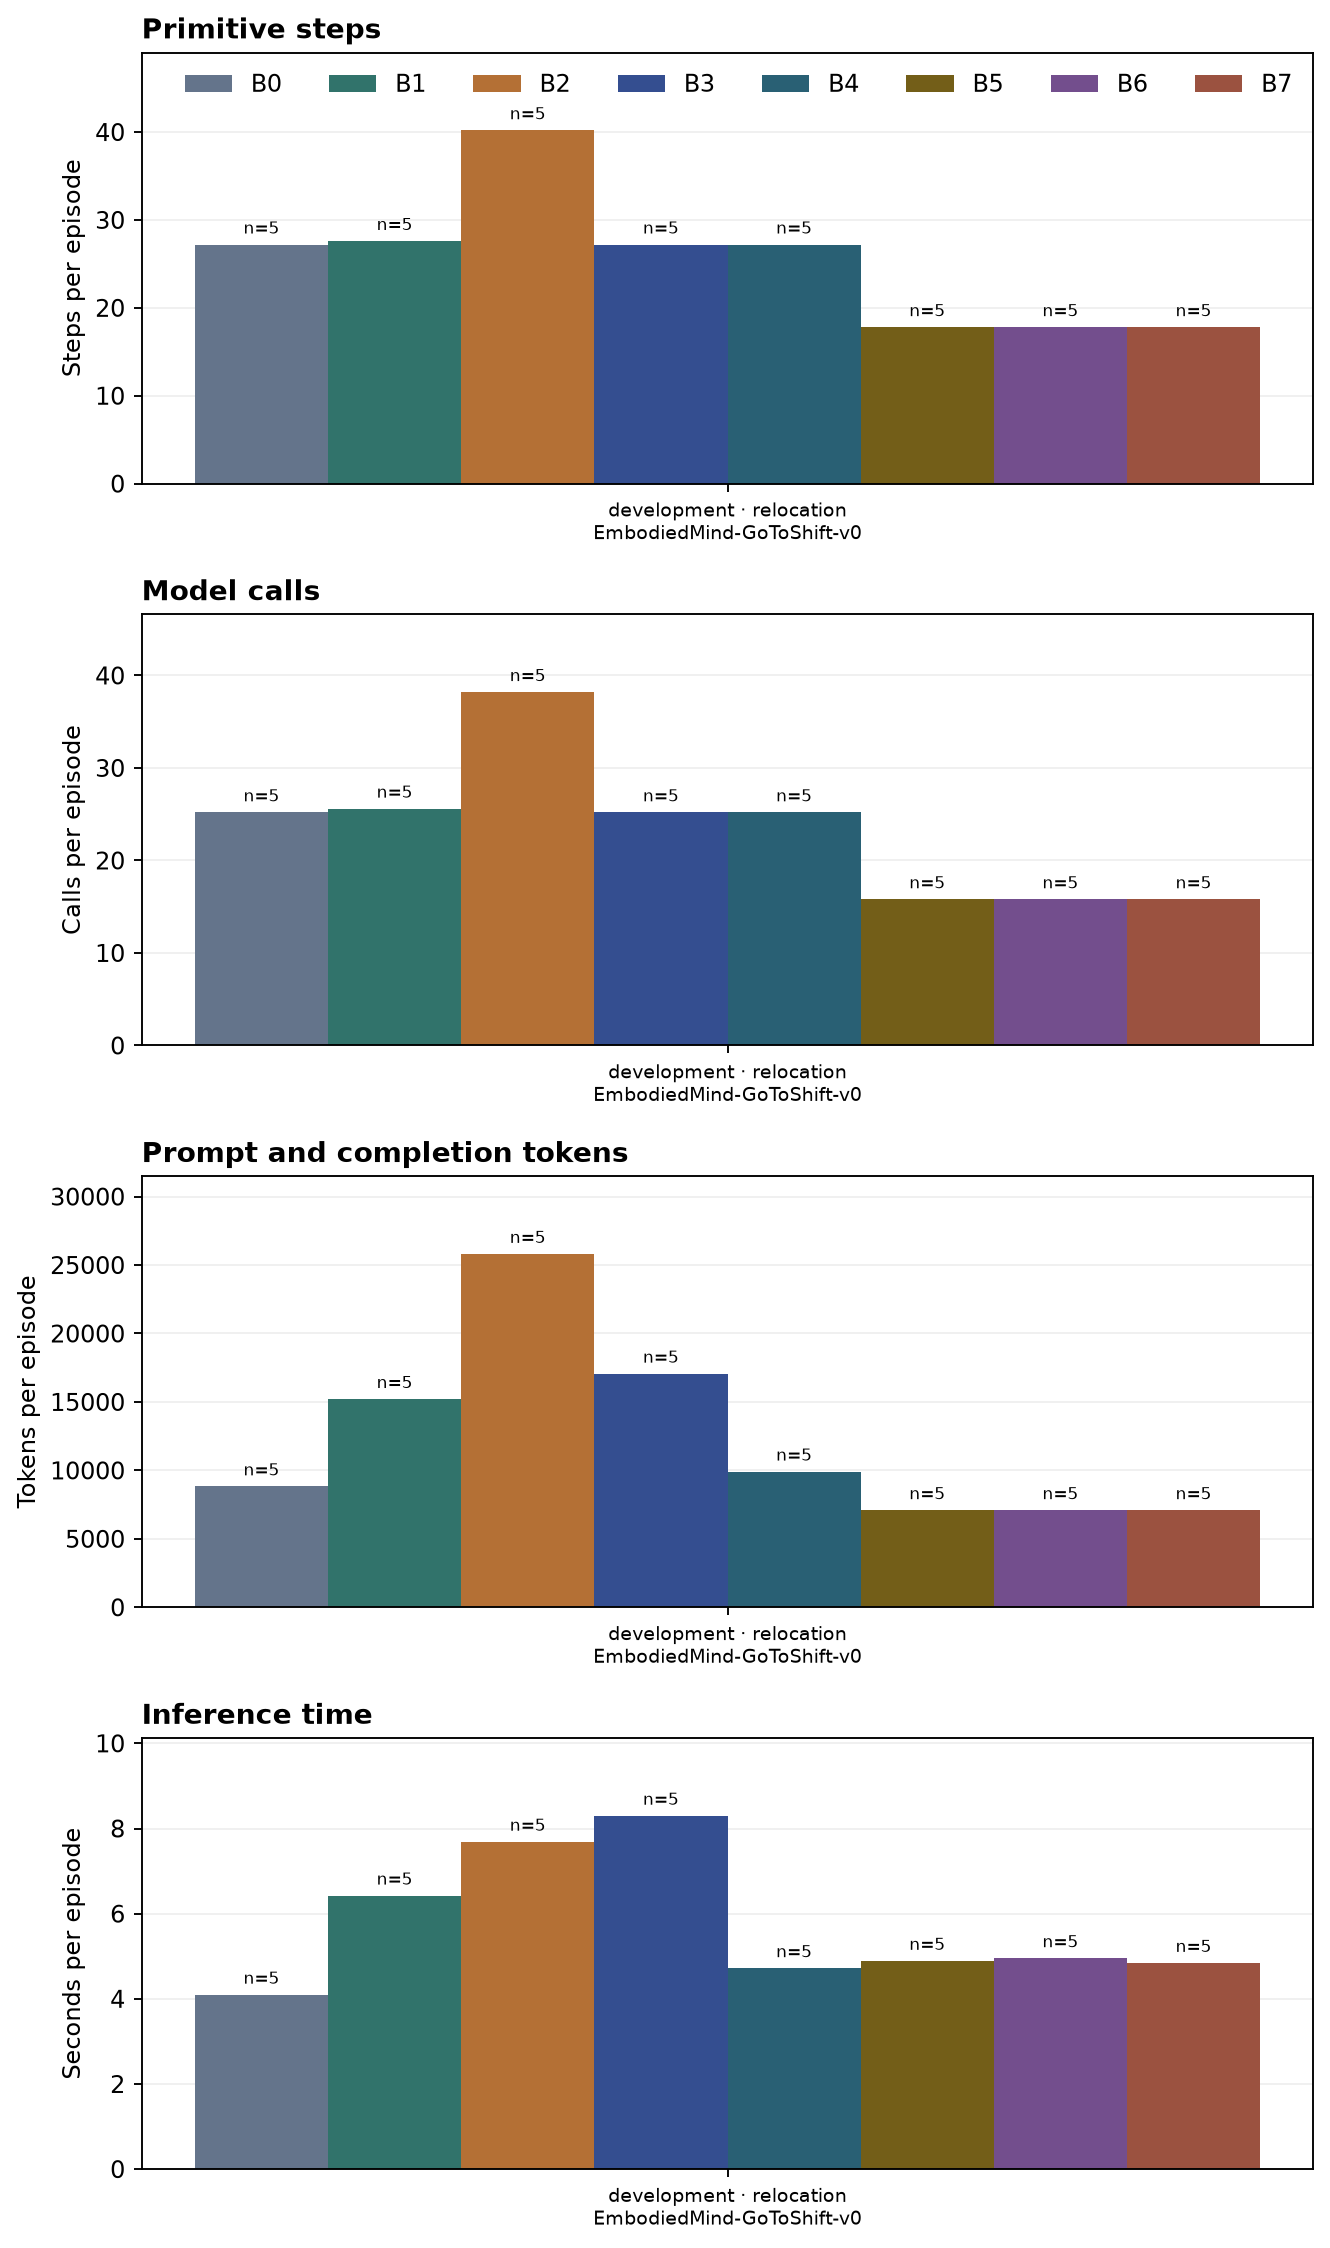 Primitive steps
B0 B1 B2 B3 B4 B5 B6 B7
n=5
40
30
n=5 n=5 n=5 n=5
20
n=5 n=5 n=5
10
0
Steps per episode
development · relocation
EmbodiedMind-GoToShift-v0
Model calls
40
n=5
30
n=5 n=5 n=5 n=5
20
n=5 n=5 n=5
10
0
Calls per episode
development · relocation
EmbodiedMind-GoToShift-v0
Prompt and completion tokens
30000
n=5
25000
20000
n=5
15000
n=5
10000
n=5 n=5
n=5 n=5 n=5
5000
0
Tokens per episode
development · relocation
EmbodiedMind-GoToShift-v0
Inference time
10
n=5
8
n=5
n=5
6
n=5 n=5 n=5 n=5
n=5
4
2
0
Seconds per episode
development · relocation
EmbodiedMind-GoToShift-v0